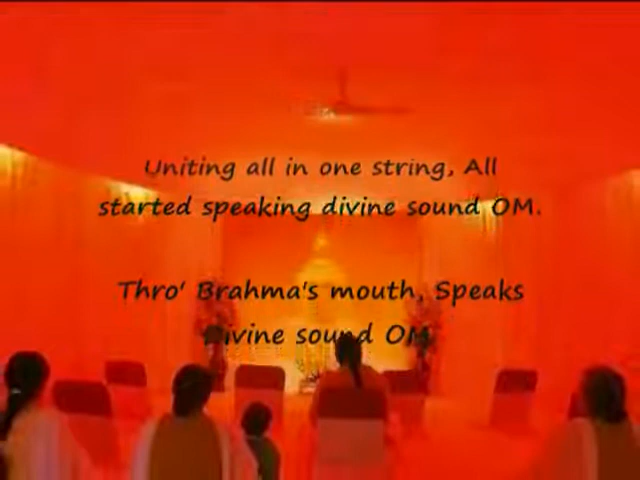 Uniting all in one string, All
started speaking divine sound OM.
Thro' Brahma's mouth, Speaks
Divine sound OM